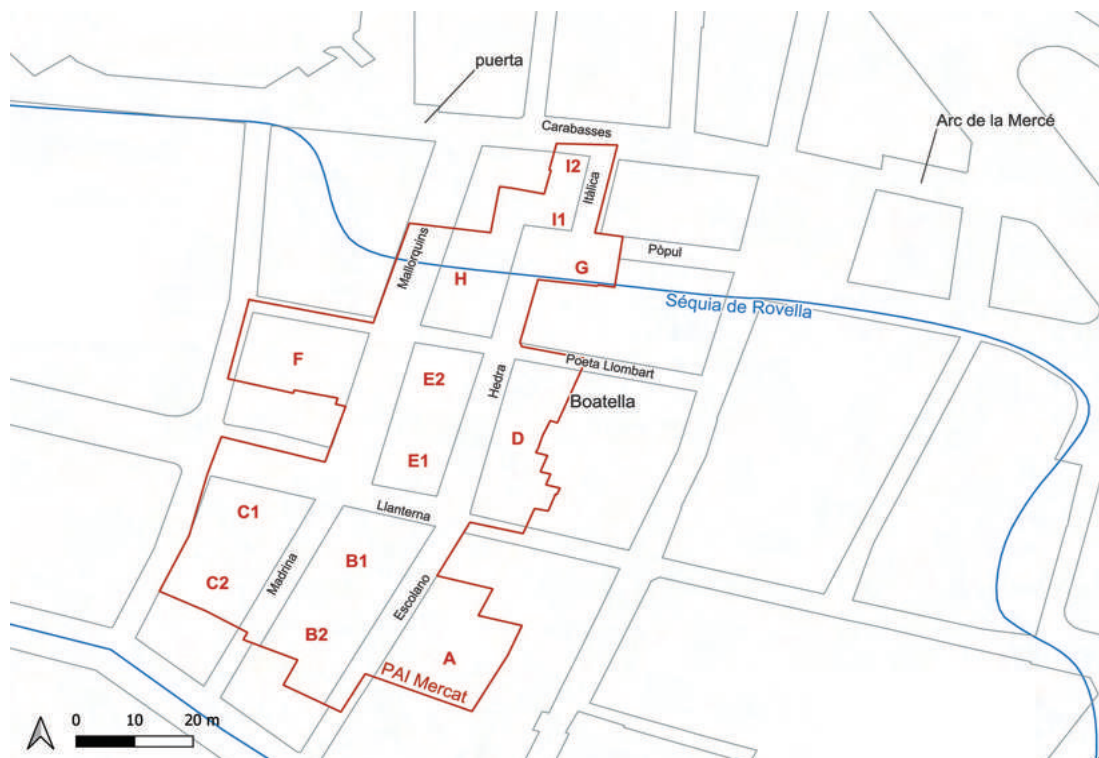 puerta
Carabasses
Arc de la Mercé
I2
Itàlica
I1
Mallorquins
Pòpul
G
H
Séquia de Rovella
F
Poeta Llombart
E2
Hedra
Boatella
D
E1
C1
Llanterna
B1
Madrina
C2
Escolano
B2
A
PAI Mercat
0 10 20 m